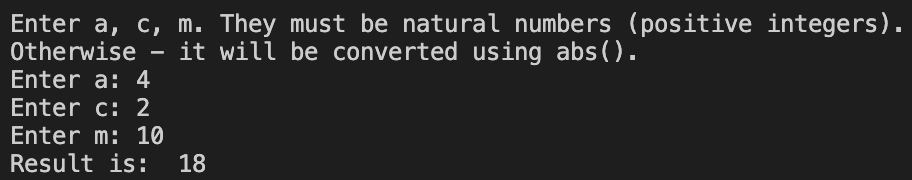 Enter a, c, m. They must be natural numbers (positive integers).
Otherwise – it will be converted using abs().
Enter a: 4
Enter c: 2
Enter m: 10
Result is:  18